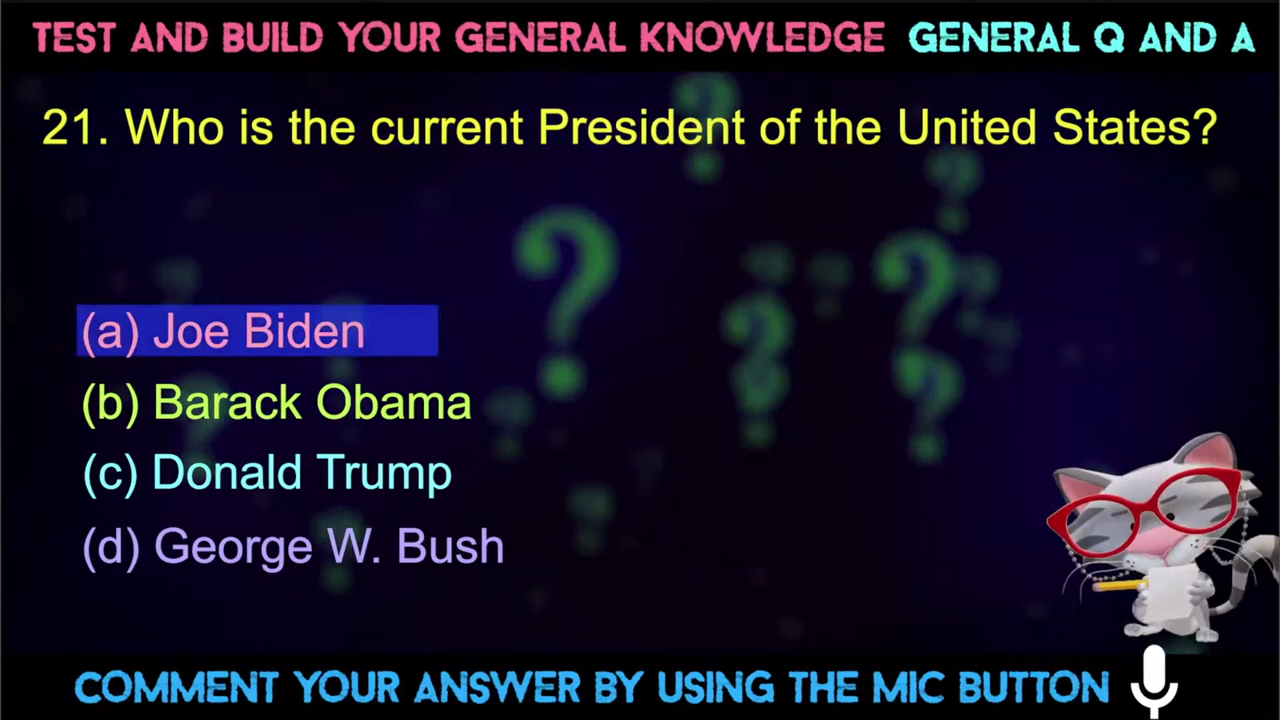 TEST AND BUILD YOUR GENERAL KNOWLEDGE GENERAL Q AND A
21. Who is the current President of the United States?
(a) Joe Biden
(b) Barack Obama
(c) Donald Trump
(d) George W. Bush
COMMENT YOUR ANSWER BY USING THE MIC BUTTON